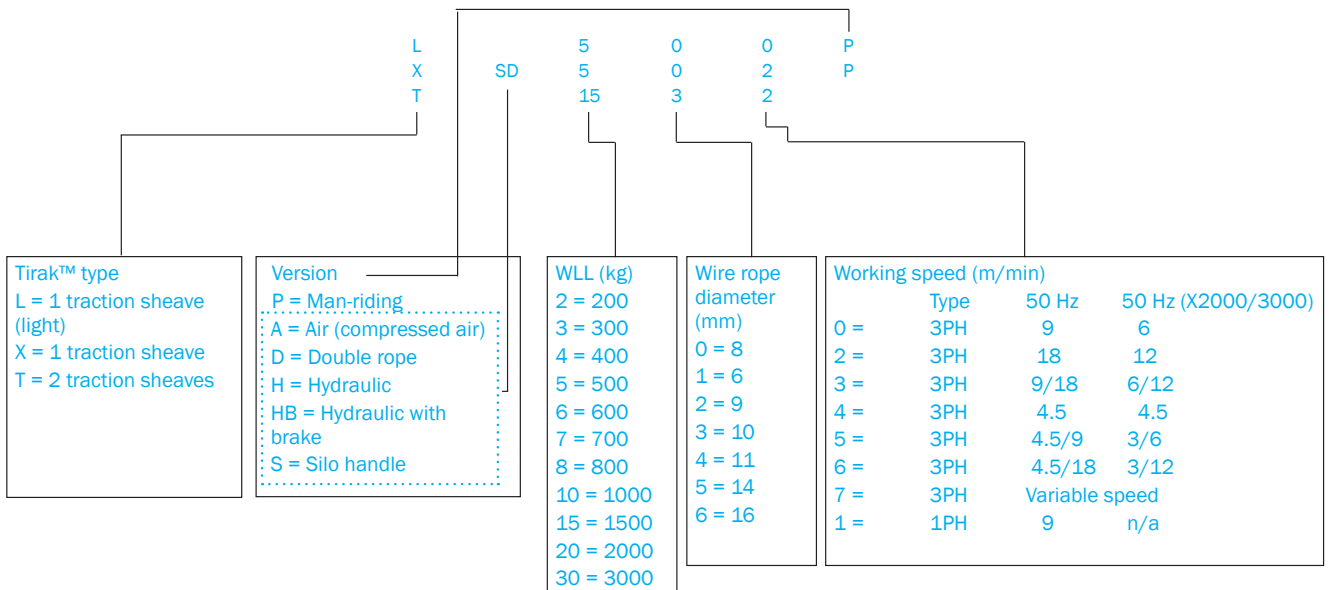 L 5 0 0 P
X SD 5 0 2 P
T 15 3 2
Tirak™ type
L = 1 traction sheave
(light)
X = 1 traction sheave
T = 2 traction sheaves
Version
P = Man-riding
A = Air (compressed air)
D = Double rope
H = Hydraulic
HB = Hydraulic with
brake
S = Silo handle
WLL (kg)
2 = 200
3 = 300
4 = 400
5 = 500
6 = 600
7 = 700
8 = 800
10 = 1000
15 = 1500
20 = 2000
30 = 3000
Wire rope
diameter
(mm)
0 = 8
1 = 6
2 = 9
3 = 10
4 = 11
5 = 14
6 = 16
Working speed (m/min)
Type 50 Hz 50 Hz (X2000/3000)
0 = 3PH 9 6
2 = 3PH 18 12
3 = 3PH 9/18 6/12
4 = 3PH 4.5 4.5
5 = 3PH 4.5/9 3/6
6 = 3PH 4.5/18 3/12
7 = 3PH Variable speed
1 = 1PH 9 n/a